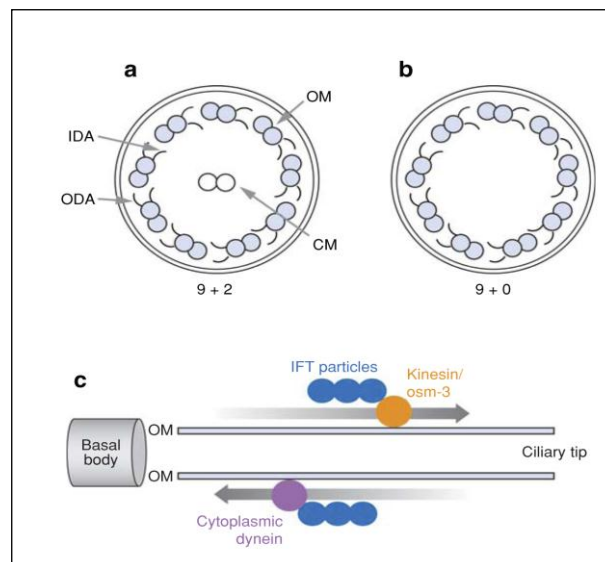 a
b
OM
IDA
ODA
CM
9 + 2
9 + 0
c
IFT particles
Kinesin/
osm-3
OM
Basal
body
Ciliary tip
OM
Cytoplasmic
dynein